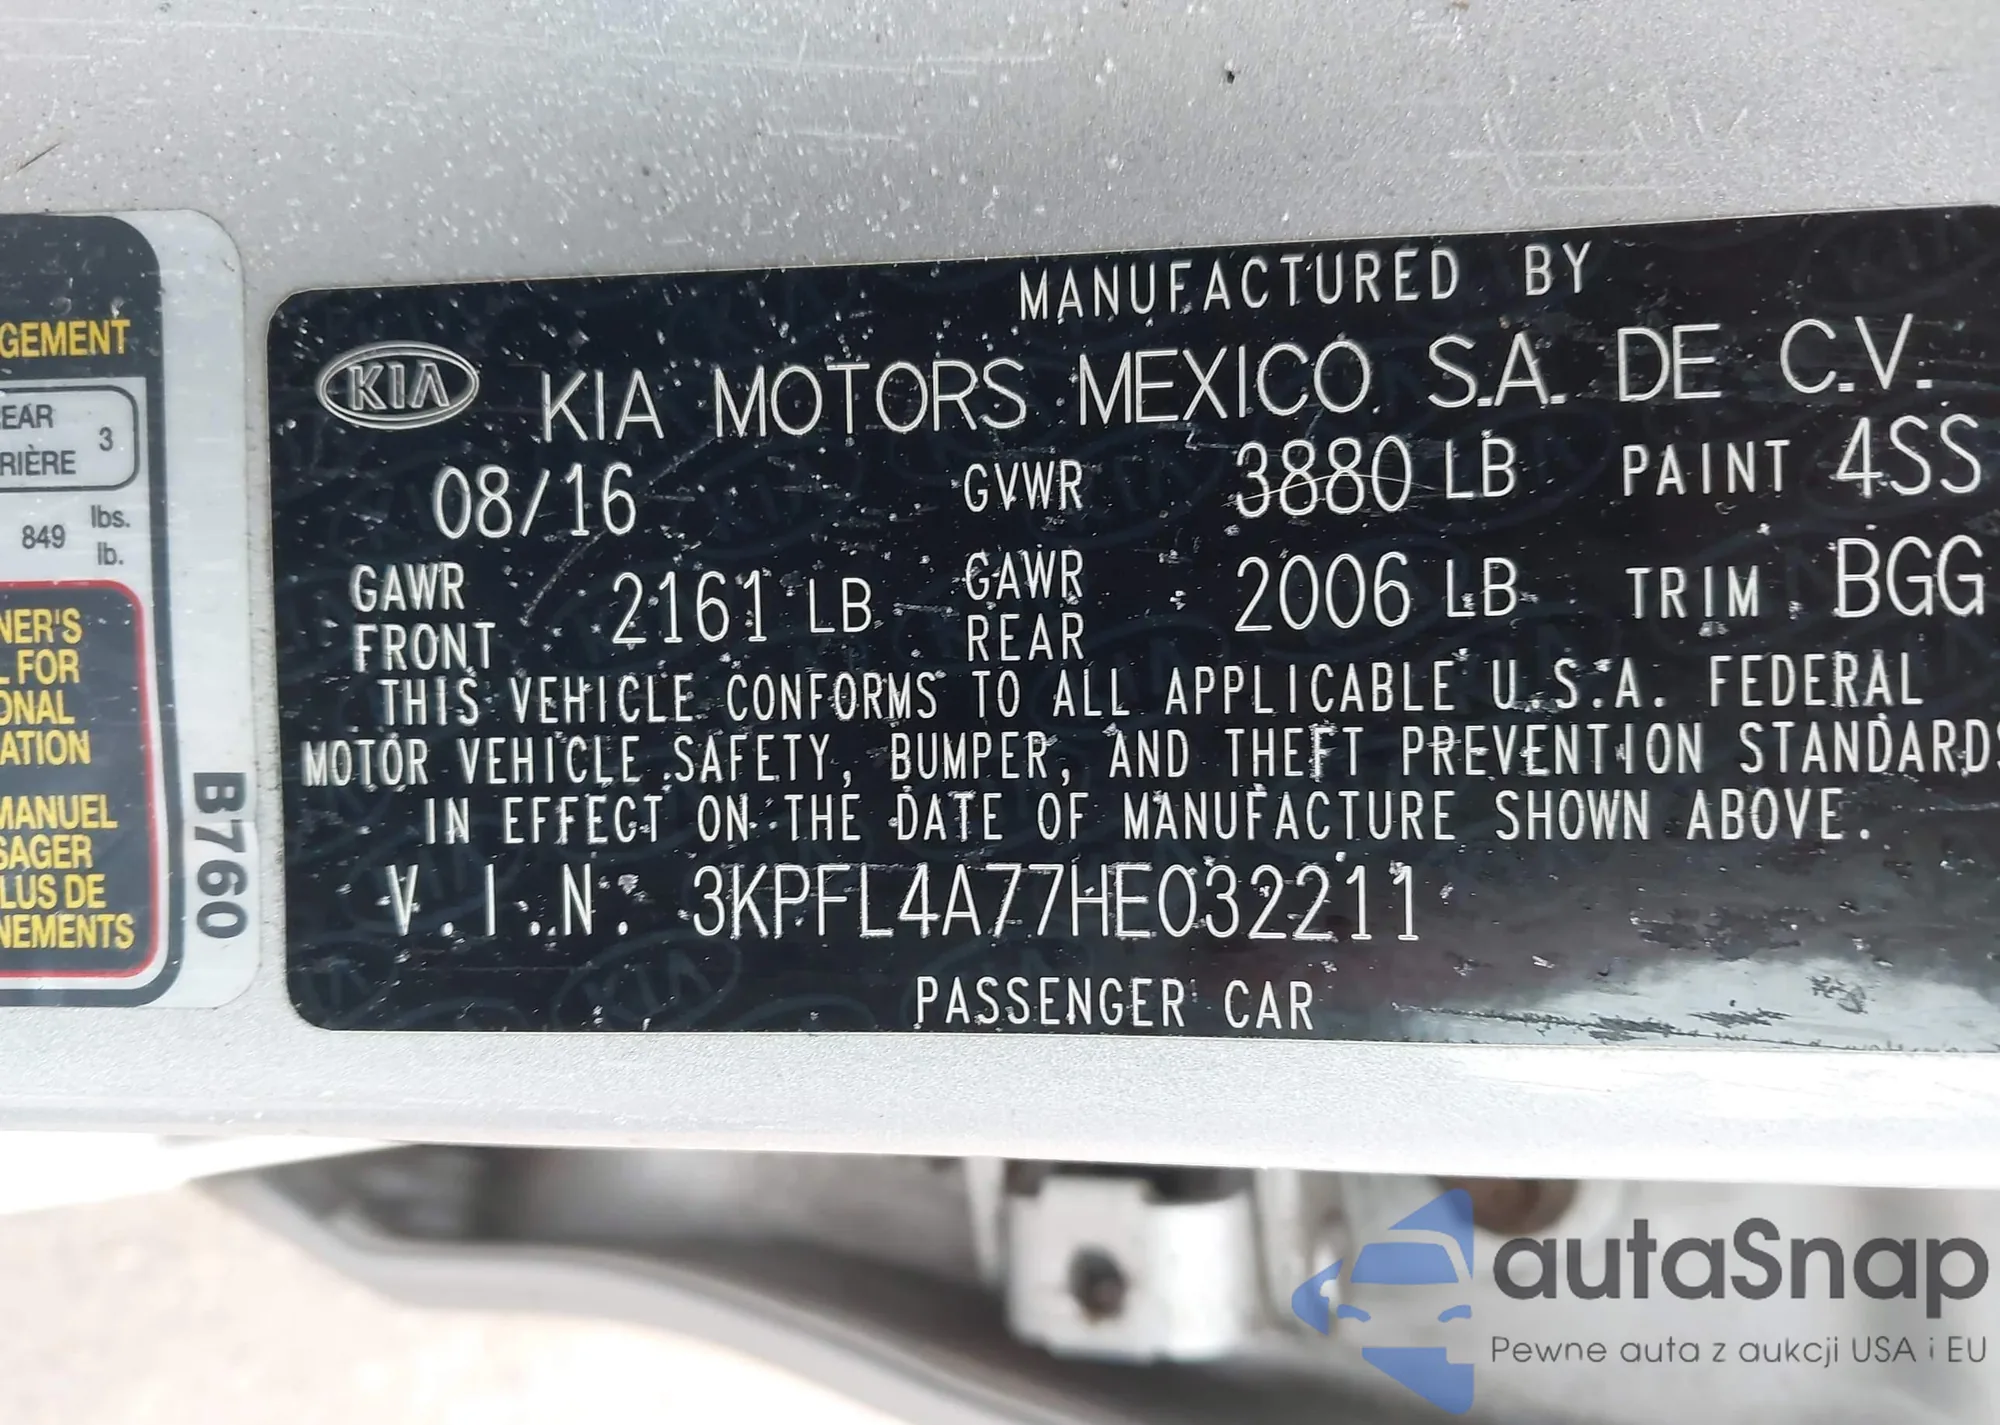 GEMENT
EAR
RIÈRE 3
849 lbs.
lb.
NER'S
L FOR
ONAL
ATION
MANUEL
SAGER
LUS DE
NEMENTS
B760
MANUFACTURED BY
KIA KIA MOTORS MEXICO S.A. DE C.V.
08/16 GVWR 3880 LB PAINT 4SS
GAWR FRONT 2161 LB GAWR REAR 2006 LB TRIM BGG
THIS VEHICLE CONFORMS TO ALL APPLICABLE U.S.A. FEDERAL
MOTOR VEHICLE SAFETY, BUMPER, AND THEFT PREVENTION STANDARDS
IN EFFECT ON THE DATE OF MANUFACTURE SHOWN ABOVE.
V.I.N. 3KPFL4A77HE032211
PASSENGER CAR
autaSnap
Pewne auta z aukcji USA i EU